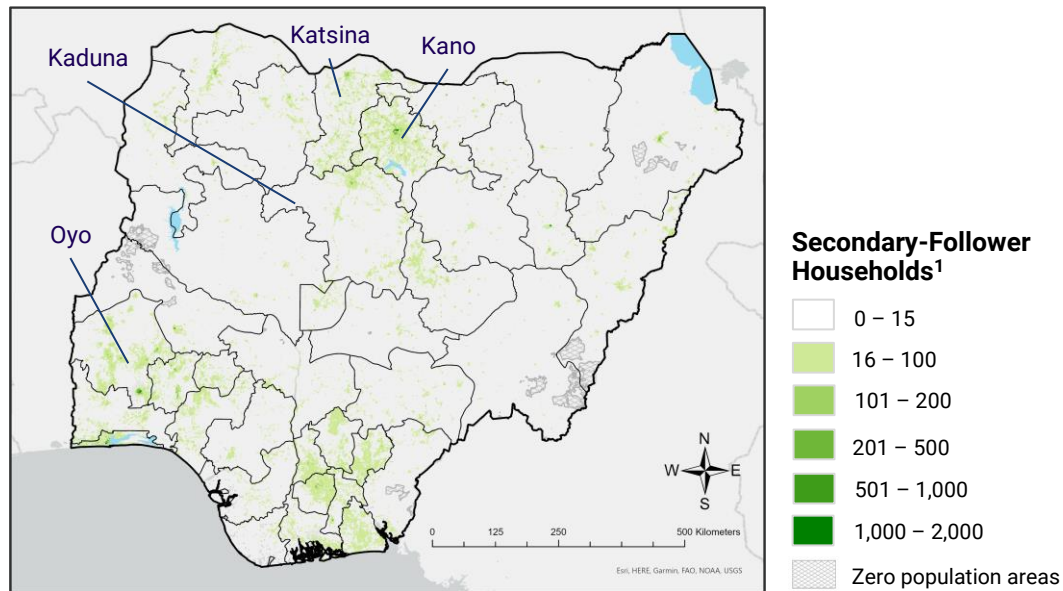 Katsina
Kano
Kaduna
Oyo
N
W E
S
0 125 250 500 Kilometers
Esri, HERE, Garmin, FAO, NOAA, USGS
Secondary-Follower
Households¹
0 – 15
16 – 100
101 – 200
201 – 500
501 – 1,000
1,000 – 2,000
Zero population areas